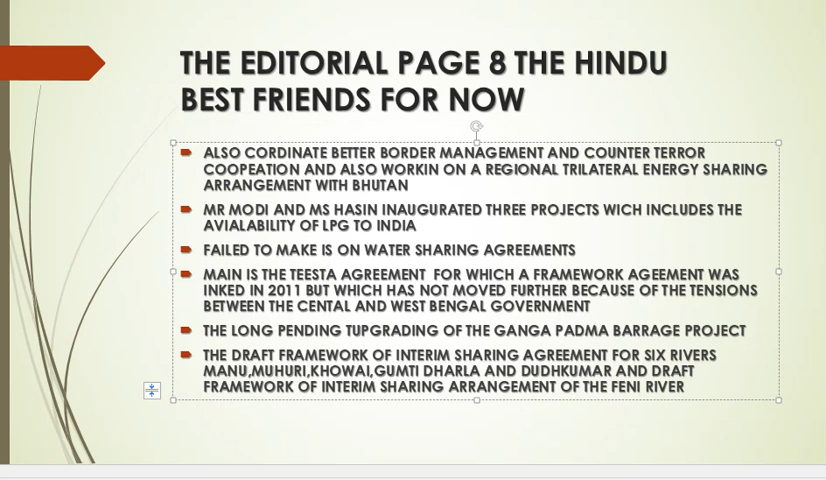 THE EDITORIAL PAGE 8 THE HINDU
BEST FRIENDS FOR NOW
ALSO CORDINATE BETTER BORDER MANAGEMENT AND COUNTER TERROR
COOPEATION AND ALSO WORKIN ON A REGIONAL TRILATERAL ENERGY SHARING
ARRANGEMENT WITH BHUTAN
MR MODI AND MS HASIN INAUGURATED THREE PROJECTS WICH INCLUDES THE
AVIALABILITY OF LPG TO INDIA
FAILED TO MAKE IS ON WATER SHARING AGREEMENTS
MAIN IS THE TEESTA AGREEMENT FOR WHICH A FRAMEWORK AGEEMENT WAS
INKED IN 2011 BUT WHICH HAS NOT MOVED FURTHER BECAUSE OF THE TENSIONS
BETWEEN THE CENTAL AND WEST BENGAL GOVERNMENT
THE LONG PENDING TUPGRADING OF THE GANGA PADMA BARRAGE PROJECT
THE DRAFT FRAMEWORK OF INTERIM SHARING AGREEMENT FOR SIX RIVERS
MANU,MUHURI,KHOWAI,GUMTI DHARLA AND DUDHKUMAR AND DRAFT
FRAMEWORK OF INTERIM SHARING ARRANGEMENT OF THE FENI RIVER